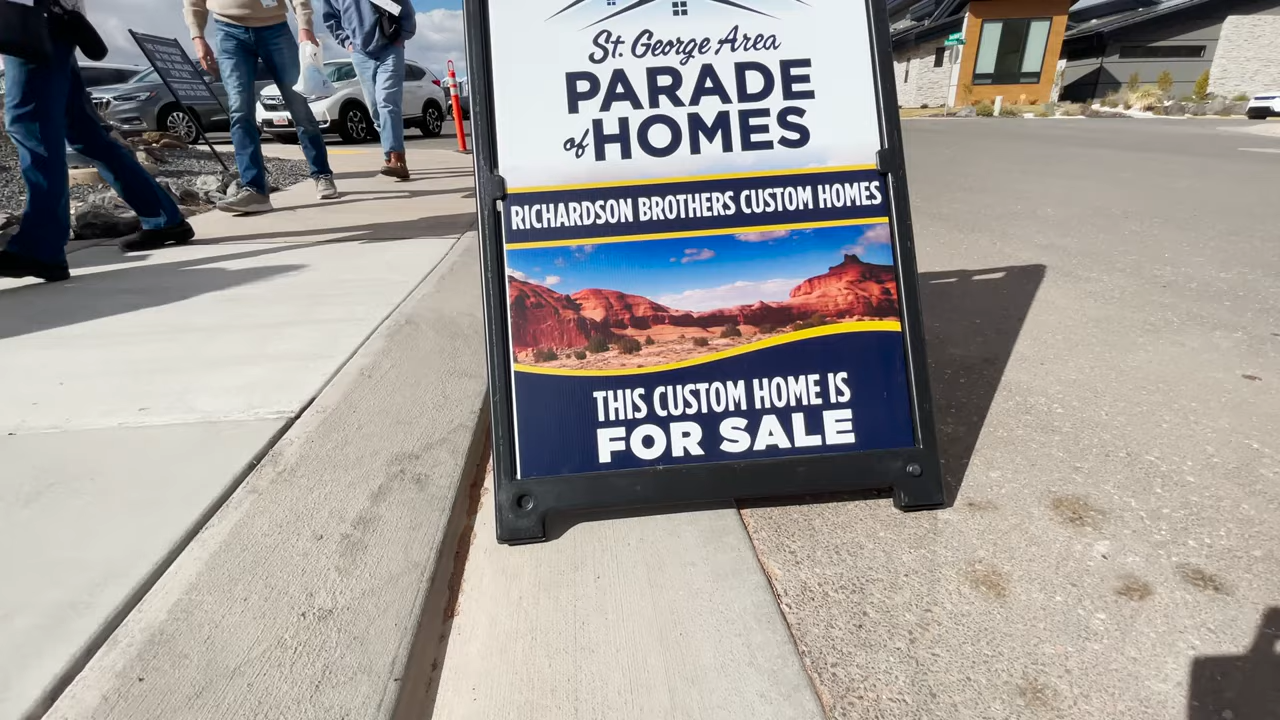 St. George Area
PARADE
of HOMES
RICHARDSON BROTHERS CUSTOM HOMES
THIS CUSTOM HOME IS
FOR SALE